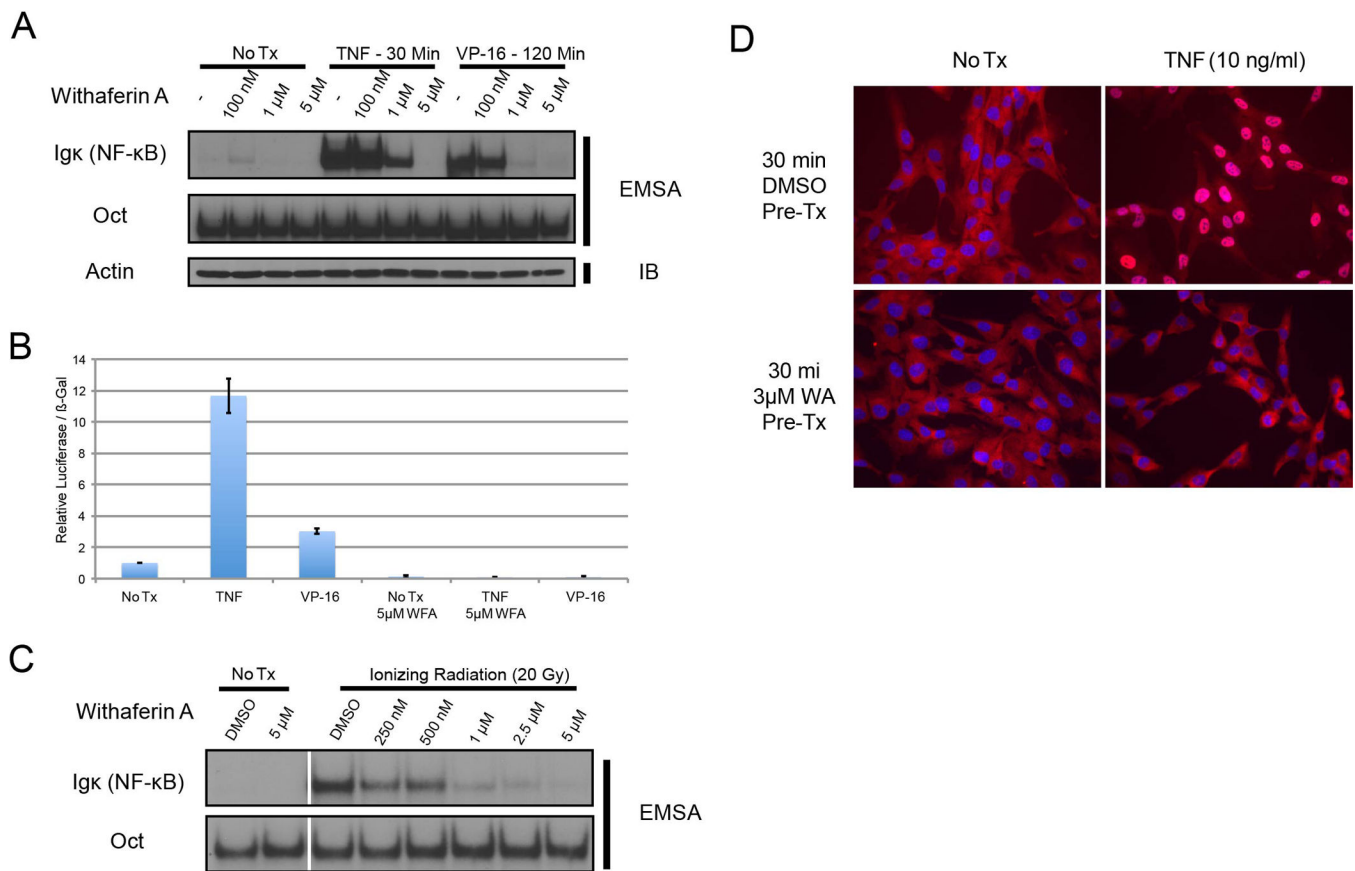 A
No Tx TNF - 30 Min VP-16 - 120 Min
Withaferin A - 100 nM 1 µM 5 µM - 100 nM 1 µM 5 µM - 100 nM 1 µM 5 µM
Igκ (NF-κB)
Oct
EMSA
Actin IB
B
Relative Luciferase / ß-Gal
14
12
10
8
6
4
2
0
No Tx TNF VP-16 No Tx TNF VP-16
5µM WFA 5µM WFA
C
No Tx Ionizing Radiation (20 Gy)
Withaferin A DMSO 5 µM DMSO 250 nM 500 nM 1 µM 2.5 µM 5 µM
Igκ (NF-κB)
EMSA
Oct
D
No Tx TNF (10 ng/ml)
30 min
DMSO
Pre-Tx
30 mi
3µM WA
Pre-Tx